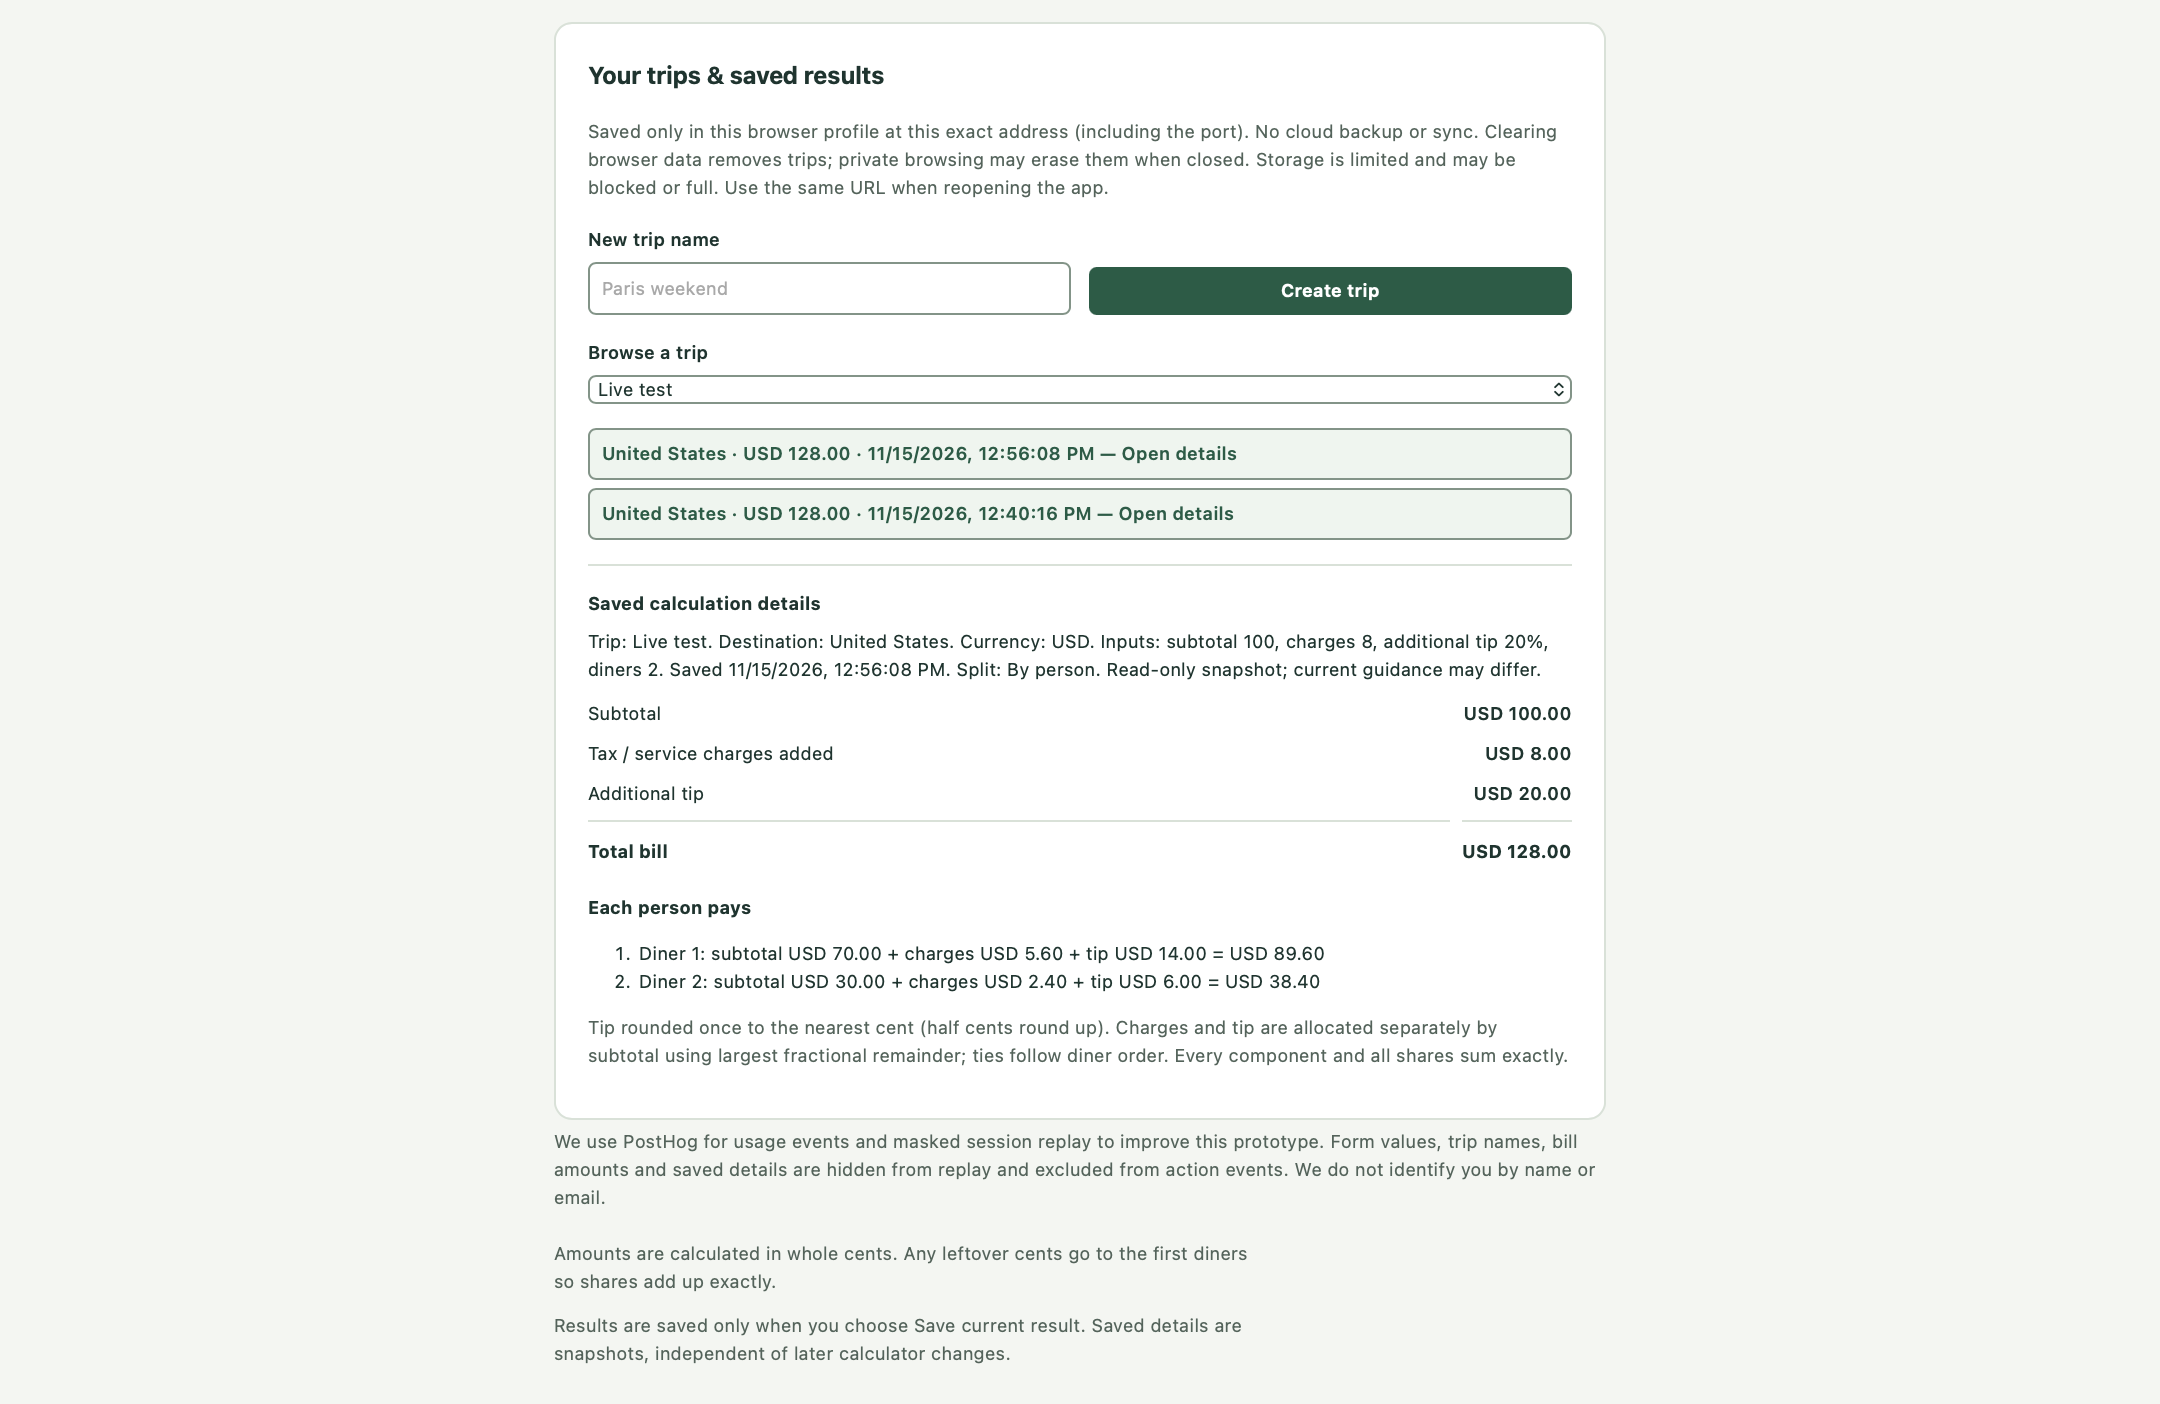 Your trips & saved results
Saved only in this browser profile at this exact address (including the port). No cloud backup or sync. Clearing
browser data removes trips; private browsing may erase them when closed. Storage is limited and may be
blocked or full. Use the same URL when reopening the app.
New trip name
Paris weekend
Create trip
Browse a trip
Live test
United States · USD 128.00 · 11/15/2026, 12:56:08 PM — Open details
United States · USD 128.00 · 11/15/2026, 12:40:16 PM — Open details
Saved calculation details
Trip: Live test. Destination: United States. Currency: USD. Inputs: subtotal 100, charges 8, additional tip 20%,
diners 2. Saved 11/15/2026, 12:56:08 PM. Split: By person. Read-only snapshot; current guidance may differ.
Subtotal USD 100.00
Tax / service charges added USD 8.00
Additional tip USD 20.00
Total bill USD 128.00
Each person pays
1. Diner 1: subtotal USD 70.00 + charges USD 5.60 + tip USD 14.00 = USD 89.60
2. Diner 2: subtotal USD 30.00 + charges USD 2.40 + tip USD 6.00 = USD 38.40
Tip rounded once to the nearest cent (half cents round up). Charges and tip are allocated separately by
subtotal using largest fractional remainder; ties follow diner order. Every component and all shares sum exactly.
We use PostHog for usage events and masked session replay to improve this prototype. Form values, trip names, bill
amounts and saved details are hidden from replay and excluded from action events. We do not identify you by name or
email.
Amounts are calculated in whole cents. Any leftover cents go to the first diners
so shares add up exactly.
Results are saved only when you choose Save current result. Saved details are
snapshots, independent of later calculator changes.